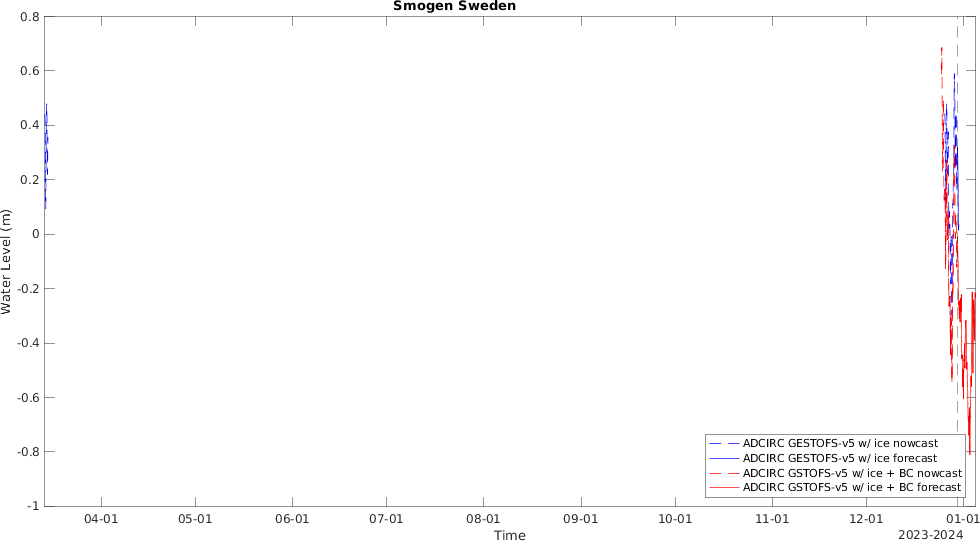 Smogen Sweden
0.8
0.6
0.4
0.2
0
-0.2
-0.4
-0.6
-0.8
-1
Water Level (m)
ADCIRC GESTOFS-v5 w/ ice nowcast
ADCIRC GESTOFS-v5 w/ ice forecast
ADCIRC GSTOFS-v5 w/ ice + BC nowcast
ADCIRC GSTOFS-v5 w/ ice + BC forecast
04-01 05-01 06-01 07-01 08-01 09-01 10-01 11-01 12-01 01-01
Time
2023-2024